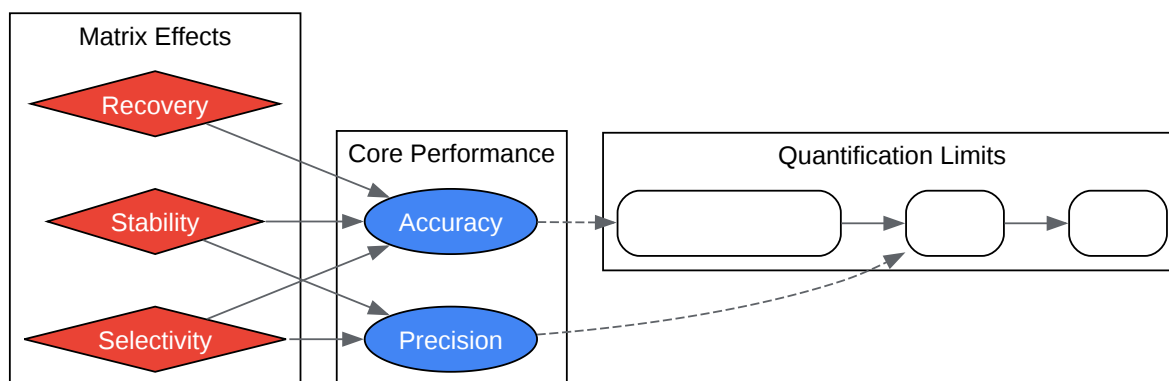 Matrix Effects
Recovery
Stability
Selectivity
Core Performance
Accuracy
Precision
Quantification Limits